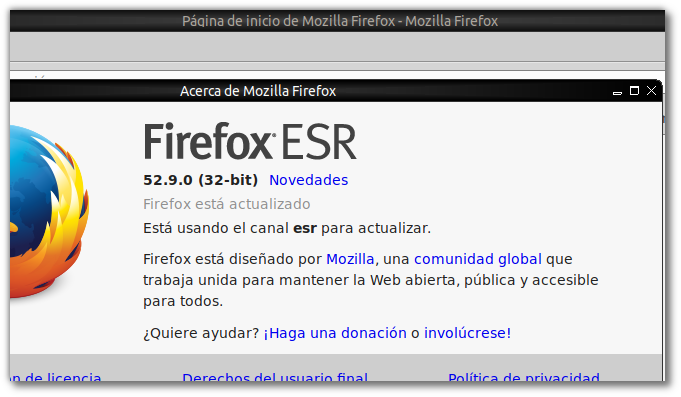 Página de inicio de Mozilla Firefox - Mozilla Firefox
Acerca de Mozilla Firefox
Firefox ESR
52.9.0 (32-bit) Novedades
Firefox está actualizado
Está usando el canal esr para actualizar.
Firefox está diseñado por Mozilla, una comunidad global que
trabaja unida para mantener la Web abierta, pública y accesible
para todos.
¿Quiere ayudar? ¡Haga una donación o involúcrese!
de licencia Derechos del usuario final Política de privacidad